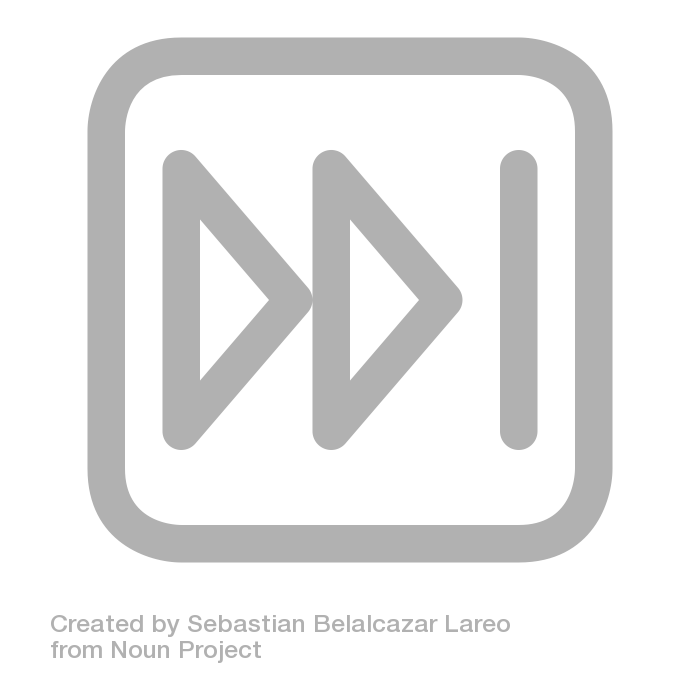 Created by Sebastian Belalcazar Lareo
from Noun Project